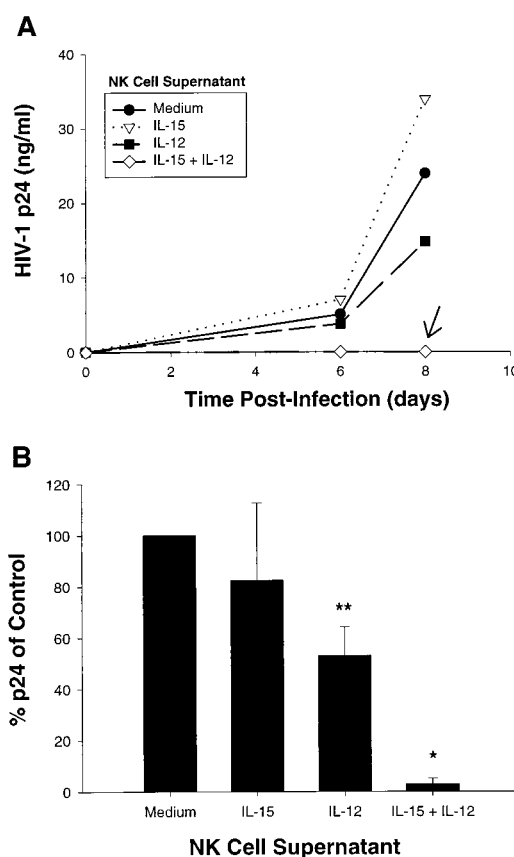 A
NK Cell Supernatant
Medium
IL-15
IL-12
IL-15 + IL-12
HIV-1 p24 (ng/ml)
40
30
20
10
0
0 2 4 6 8 10
Time Post-Infection (days)
B
% p24 of Control
120
100
80
60
40
20
0
**
*
Medium IL-15 IL-12 IL-15 + IL-12
NK Cell Supernatant